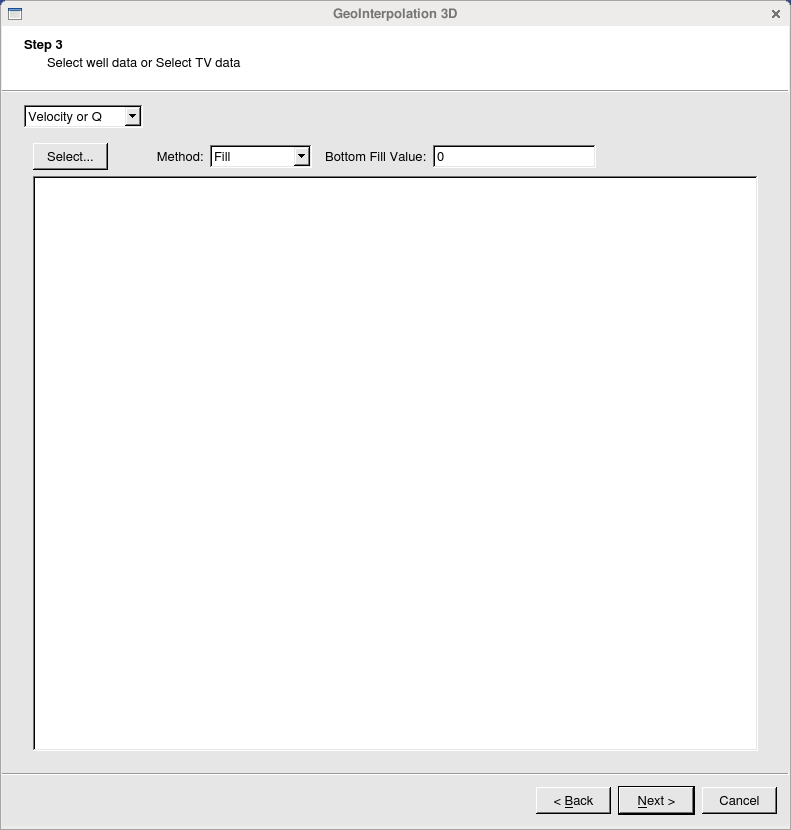 GeoInterpolation 3D
Step 3
Select well data or Select TV data
Velocity or Q
Select... Method: Fill Bottom Fill Value: 0
< Back Next > Cancel